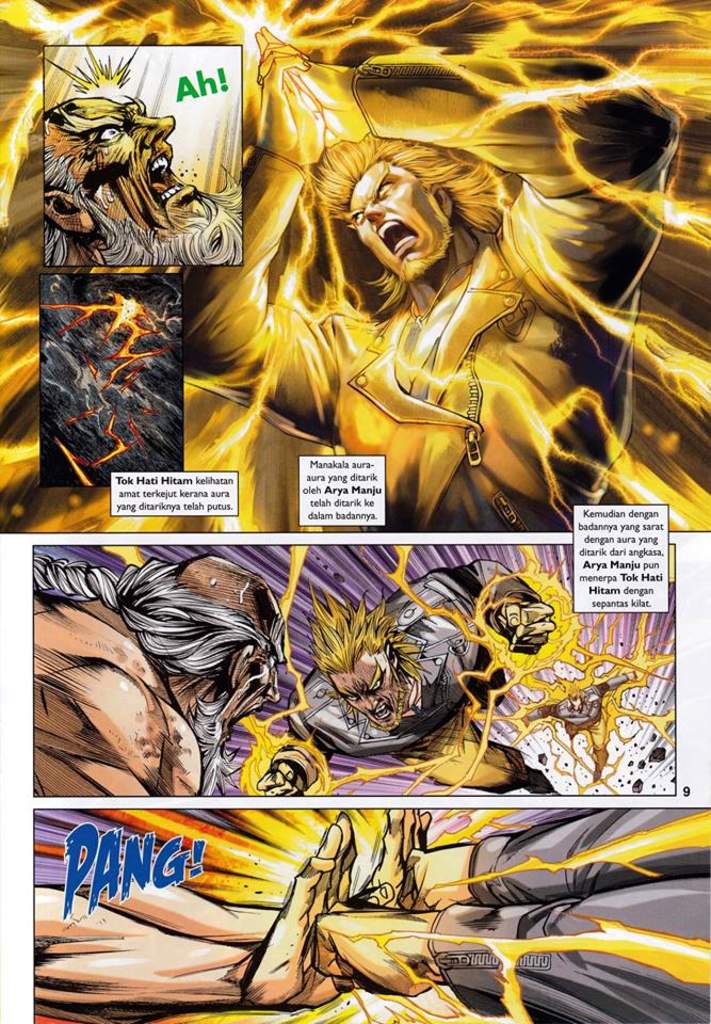 Ah!
Tok Hati Hitam kelihatan
amat terkejut kerana aura
yang ditariknya telah putus.
Manakala aura-
aura yang ditarik
oleh Arya Manju
telah ditarik ke
dalam badannya.
Kemudian dengan
badannya yang sarat
dengan aura yang
ditarik dari angkasa,
Arya Manju pun
menerpa Tok Hati
Hitam dengan
sepantas kilat.
9
PANG!